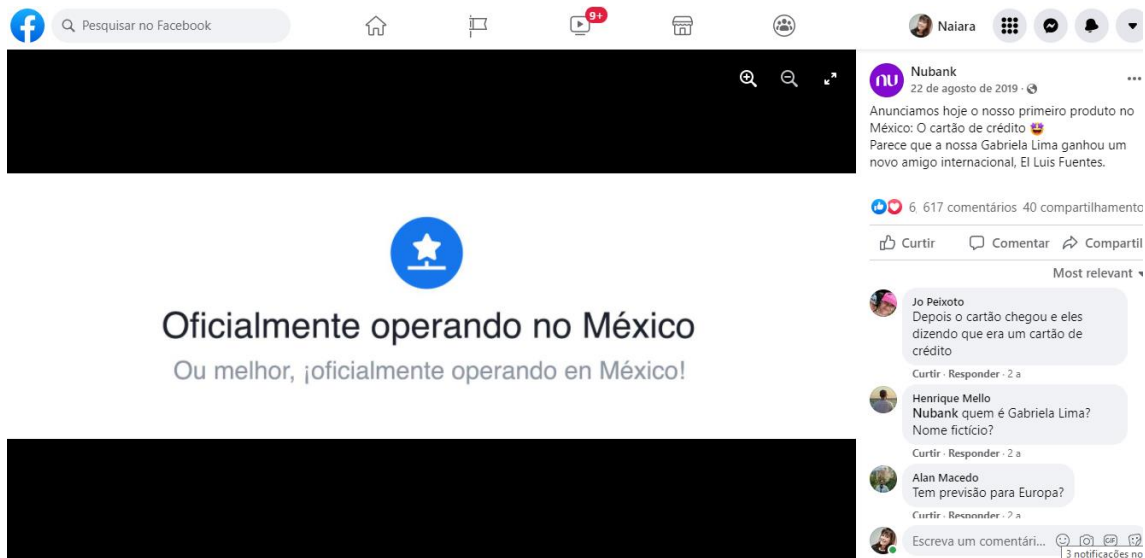 Pesquisar no Facebook
9+
Naiara
Oficialmente operando no México
Ou melhor, ¡oficialmente operando en México!
nu
Nubank
22 de agosto de 2019 ·
Anunciamos hoje o nosso primeiro produto no
México: O cartão de crédito 🤩
Parece que a nossa Gabriela Lima ganhou um
novo amigo internacional, El Luis Fuentes.
6 617 comentários 40 compartilhamento
Curtir Comentar Compartil
Most relevant
Jo Peixoto
Depois o cartão chegou e eles
dizendo que era um cartão de
crédito
Curtir · Responder · 2 a
Henrique Mello
Nubank quem é Gabriela Lima?
Nome fictício?
Curtir · Responder · 2 a
Alan Macedo
Tem previsão para Europa?
Curtir · Responder · 2 a
Escreva um comentári... GIF
3 notificações no